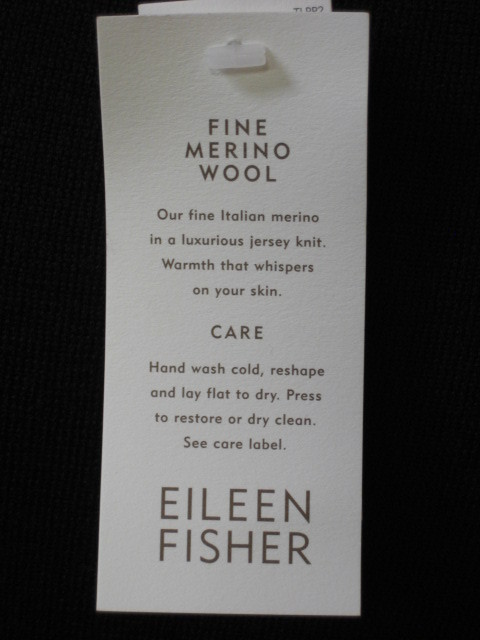 FINE
MERINO
WOOL
Our fine Italian merino
in a luxurious jersey knit.
Warmth that whispers
on your skin.
CARE
Hand wash cold, reshape
and lay flat to dry. Press
to restore or dry clean.
See care label.
EILEEN
FISHER